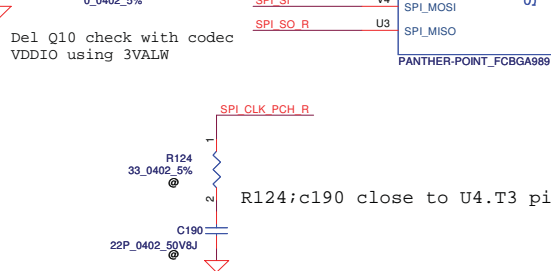 0_0402_5%
SPI_SI
V4
SPI_MOSI
Del Q10 check with codec
VDDIO using 3VALW
SPI_SO_R
U3
SPI_MISO
PANTHER-POINT_FCBGA989
SPI_CLK_PCH_R
1
R124
33_0402_5%
@
2
R124;c190 close to U4.T3 pi
C190
22P_0402_50V8J
@